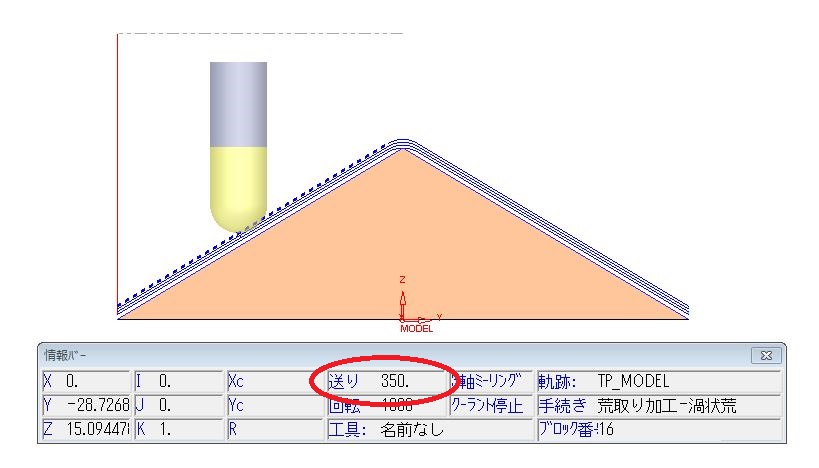 Z
Y
MODEL
情報バー
X 0. I 0. Xc 送り 350. 軸ミーリング 軌跡: TP_MODEL
Y -28.7268 J 0. Yc 回転 1000 クーラント停止 手続き 荒取り加工-渦状荒
Z 15.09447 K 1. R 工具: 名前なし ブロック番 16